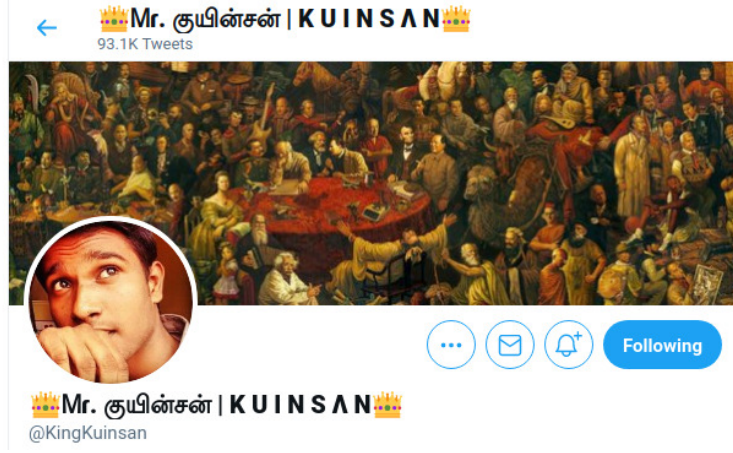 👑Mr. குயின்சன் | K U I N S Λ N👑
93.1K Tweets
Following
👑Mr. குயின்சன் | K U I N S Λ N👑
@KingKuinsan